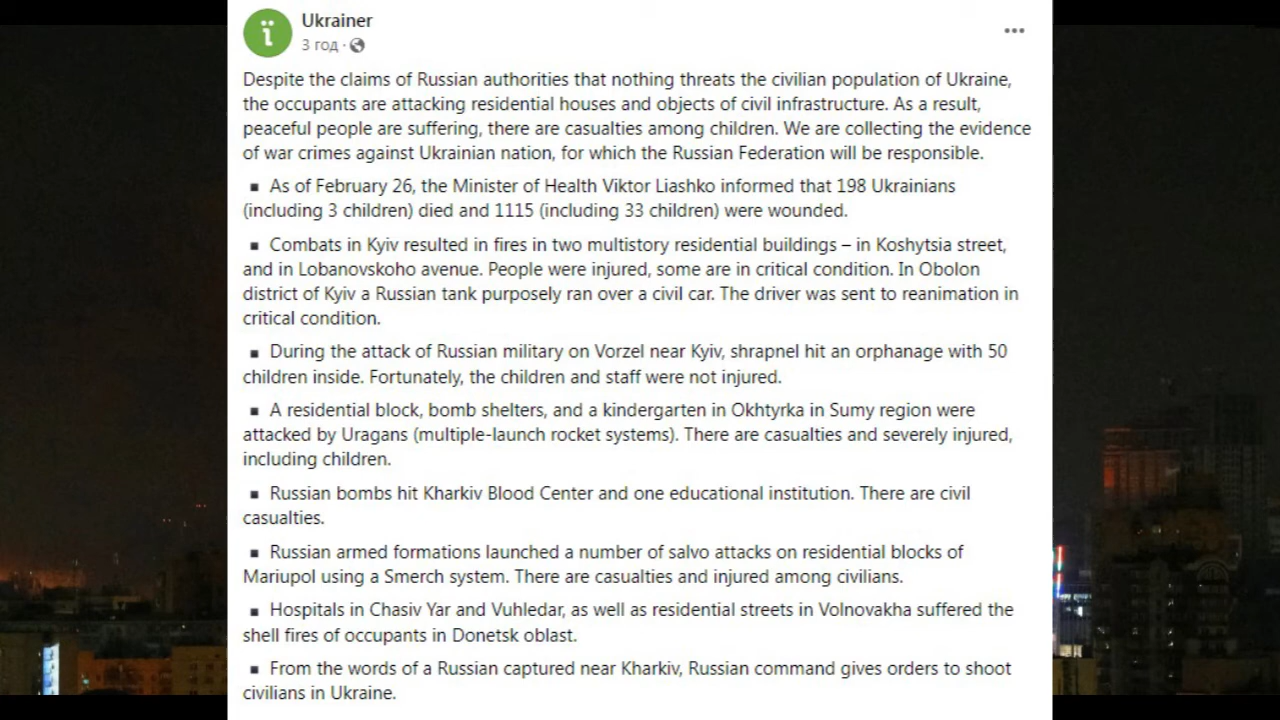 Ukrainer
3 год ·
Despite the claims of Russian authorities that nothing threats the civilian population of Ukraine,
the occupants are attacking residential houses and objects of civil infrastructure. As a result,
peaceful people are suffering, there are casualties among children. We are collecting the evidence
of war crimes against Ukrainian nation, for which the Russian Federation will be responsible.
▪ As of February 26, the Minister of Health Viktor Liashko informed that 198 Ukrainians
(including 3 children) died and 1115 (including 33 children) were wounded.
▪ Combats in Kyiv resulted in fires in two multistory residential buildings – in Koshytsia street,
and in Lobanovskoho avenue. People were injured, some are in critical condition. In Obolon
district of Kyiv a Russian tank purposely ran over a civil car. The driver was sent to reanimation in
critical condition.
▪ During the attack of Russian military on Vorzel near Kyiv, shrapnel hit an orphanage with 50
children inside. Fortunately, the children and staff were not injured.
▪ A residential block, bomb shelters, and a kindergarten in Okhtyrka in Sumy region were
attacked by Uragans (multiple-launch rocket systems). There are casualties and severely injured,
including children.
▪ Russian bombs hit Kharkiv Blood Center and one educational institution. There are civil
casualties.
▪ Russian armed formations launched a number of salvo attacks on residential blocks of
Mariupol using a Smerch system. There are casualties and injured among civilians.
▪ Hospitals in Chasiv Yar and Vuhledar, as well as residential streets in Volnovakha suffered the
shell fires of occupants in Donetsk oblast.
▪ From the words of a Russian captured near Kharkiv, Russian command gives orders to shoot
civilians in Ukraine.